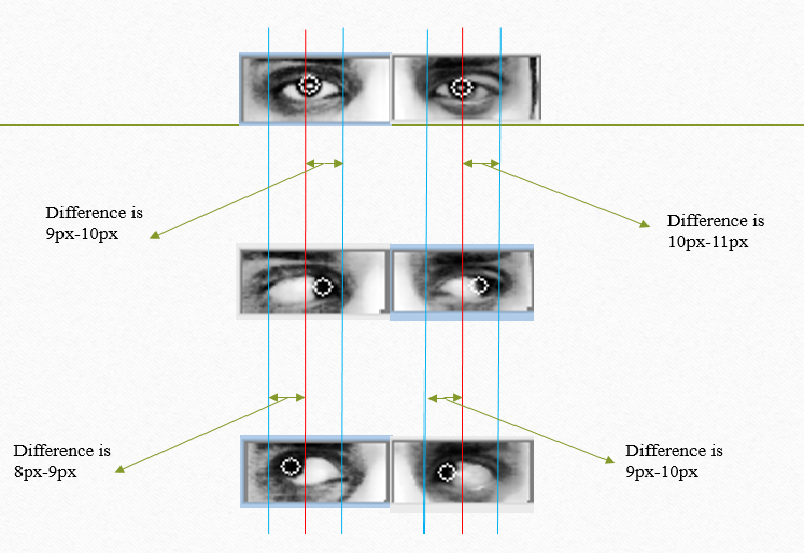 Difference is
9px-10px
Difference is
10px-11px
Difference is
8px-9px
Difference is
9px-10px